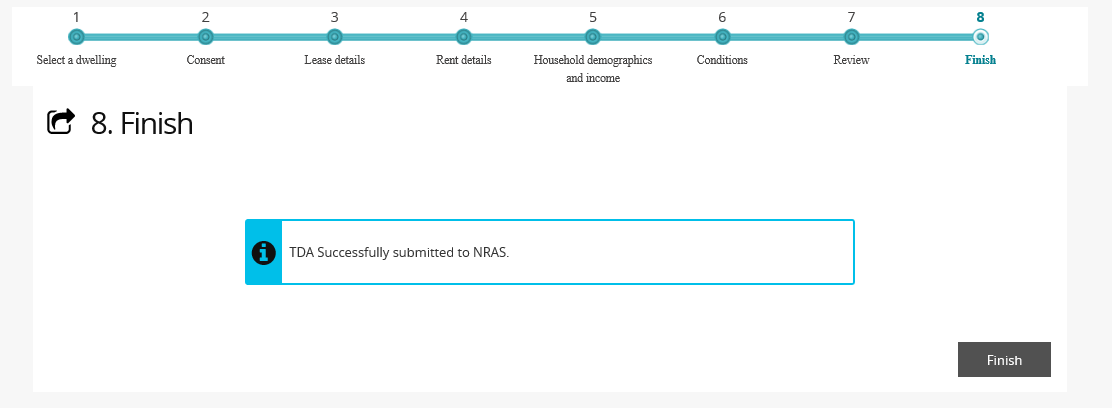 1 2 3 4 5 6 7 8
Select a dwelling Consent Lease details Rent details Household demographics Conditions Review Finish
and income
8. Finish
TDA Successfully submitted to NRAS.
Finish